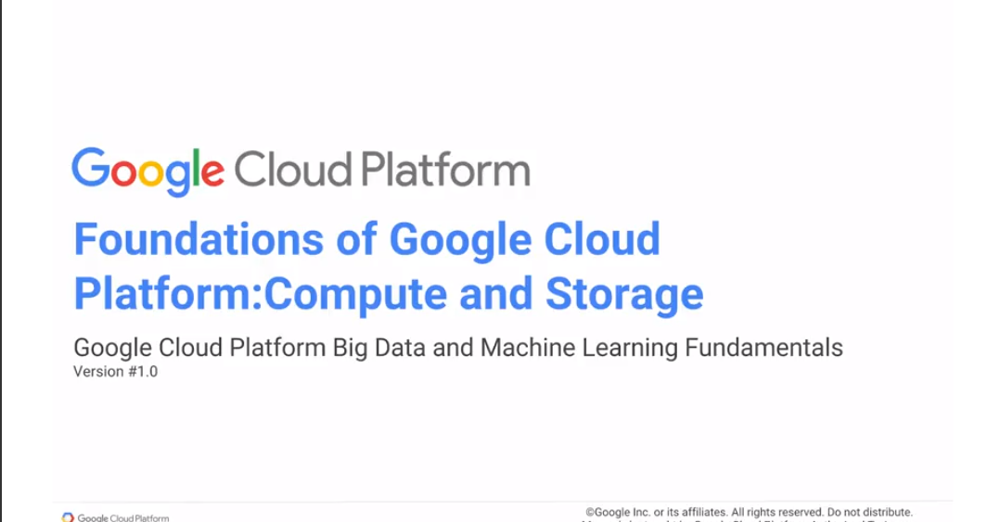 Google Cloud Platform
Foundations of Google Cloud
Platform:Compute and Storage
Google Cloud Platform Big Data and Machine Learning Fundamentals
Version #1.0
Google Cloud Platform
©Google Inc. or its affiliates. All rights reserved. Do not distribute.